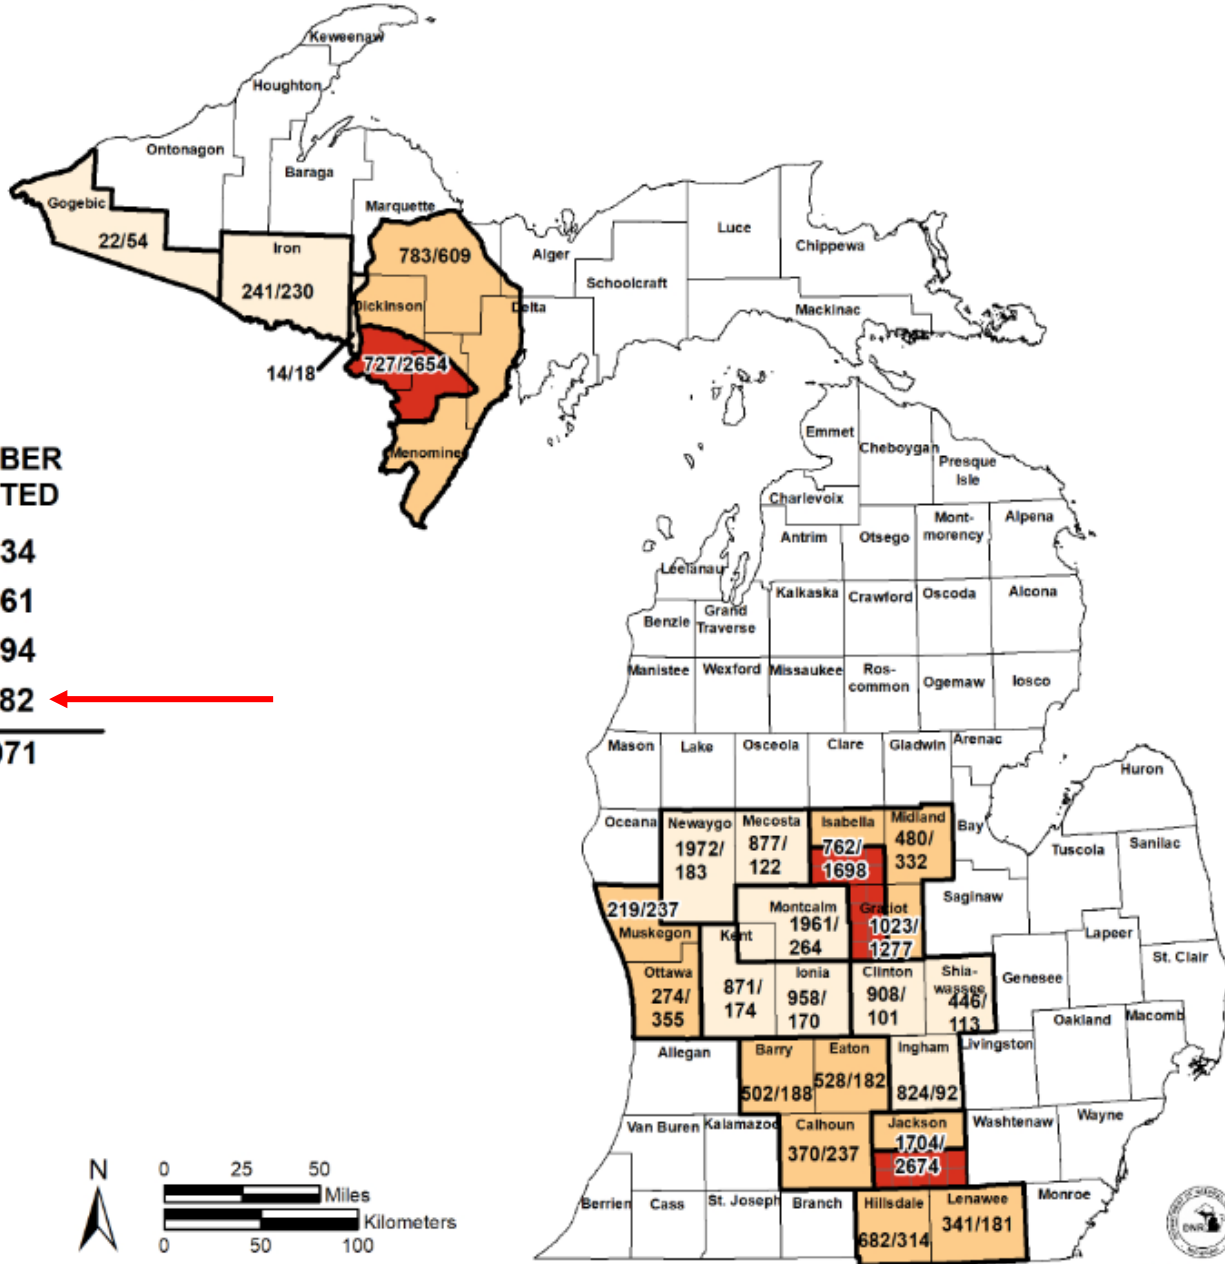 Keweenaw
Houghton
Ontonagon
Baraga
Gogebic
22/54
Marquette
Iron
241/230
783/609
Alger
Luce
Chippewa
Schoolcraft
Mackinac
Dickinson
Delta
14/18
727/2654
Menominee
BER
TED
34
61
94
82
071
Emmet
Cheboygan
Presque
Isle
Charlevoix
Antrim
Otsego
Mont-
morency
Alpena
Leelanau
Kalkaska
Crawford
Oscoda
Alcona
Benzie
Grand
Traverse
Manistee
Wexford
Missaukee
Ros-
common
Ogemaw
Iosco
Mason
Lake
Osceola
Clare
Gladwin
Arenac
Huron
Oceana
Newaygo
1972/
183
Mecosta
877/
122
Isabella
762/
1698
Midland
480/
332
Bay
Tuscola
Sanilac
219/237
Muskegon
Montcalm
1961/
264
Gratiot
1023/
1277
Saginaw
Kent
871/
174
Lapeer
St. Clair
Ottawa
274/
355
Ionia
958/
170
Clinton
908/
101
Shia-
wassee
446/
113
Genesee
Oakland
Macomb
Allegan
Barry
502/188
Eaton
528/182
Ingham
824/92
Livingston
Van Buren
Kalamazoo
Calhoun
370/237
Jackson
1704/
2674
Washtenaw
Wayne
Berrien
Cass
St. Joseph
Branch
Hillsdale
682/314
Lenawee
341/181
Monroe
N
0 25 50
Miles
Kilometers
0 50 100
DNR